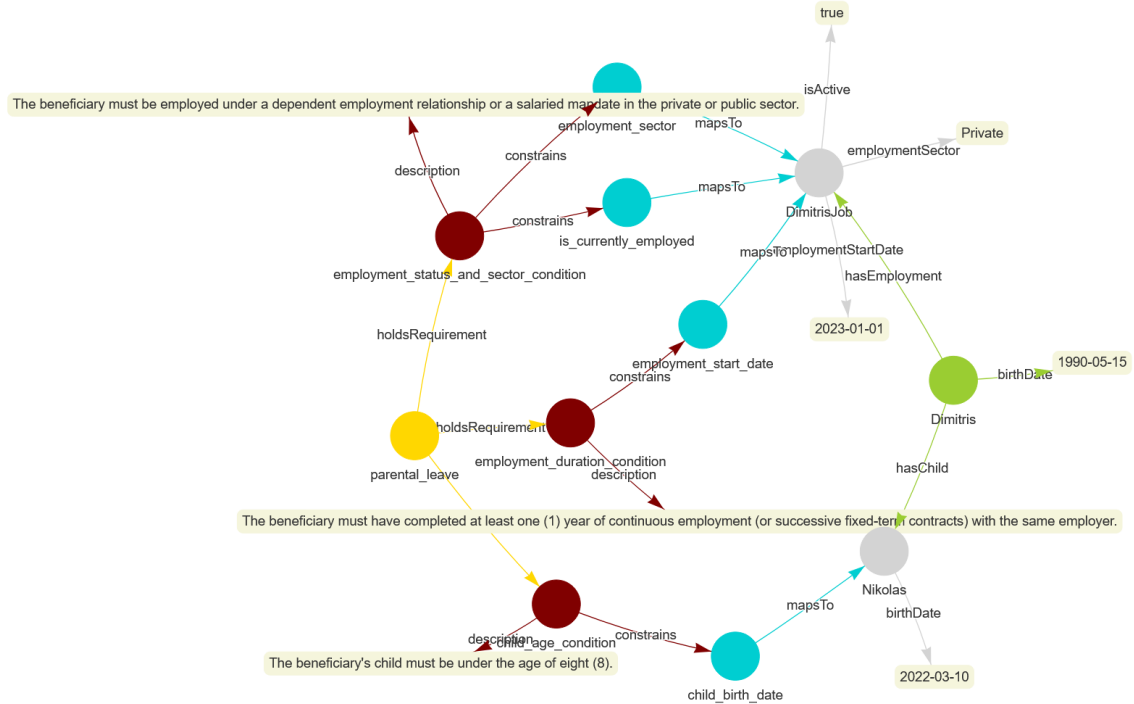 true
isActive
The beneficiary must be employed under a dependent employment relationship or a salaried mandate in the private or public sector.
employment_sector
mapsTo
Private
employmentSector
constrains
description
mapsTo
DimitrisJob
constrains
is_currently_employed
employment_status_and_sector_condition
mapsTo
employmentStartDate
hasEmployment
holdsRequirement
2023-01-01
employment_start_date
constrains
1990-05-15
birthDate
Dimitris
holdsRequirement
employment_duration_condition
parental_leave
description
hasChild
The beneficiary must have completed at least one (1) year of continuous employment (or successive fixed-term contracts) with the same employer.
Nikolas
mapsTo
birthDate
description
child_age_condition
constrains
The beneficiary's child must be under the age of eight (8).
2022-03-10
child_birth_date